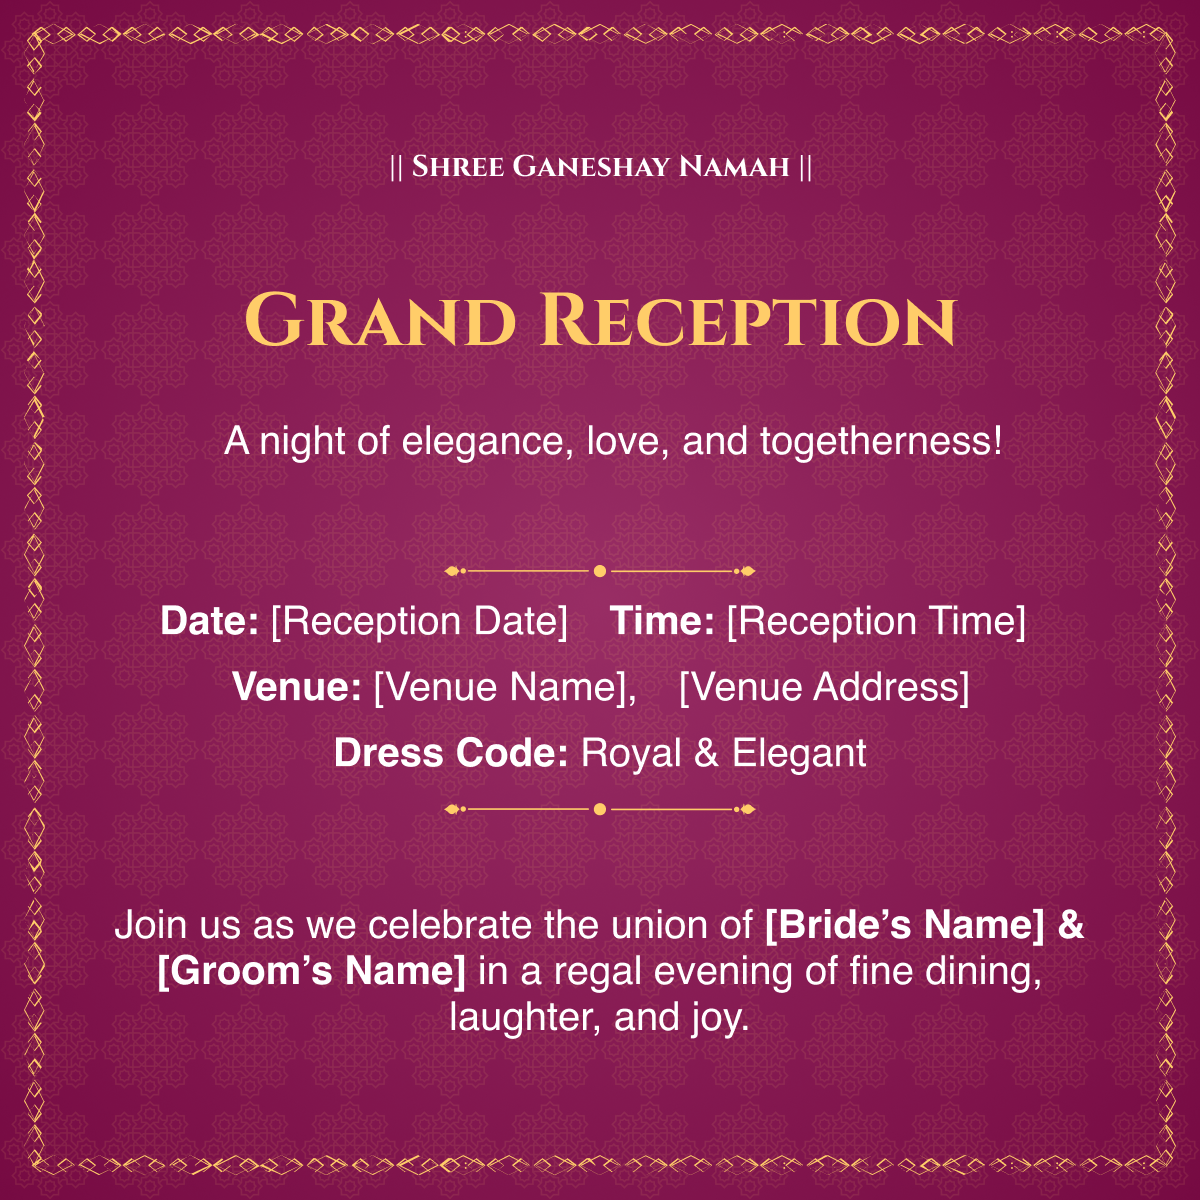 || Shree Ganeshay Namah ||
Grand Reception
A night of elegance, love, and togetherness!
Date: [Reception Date] Time: [Reception Time]
Venue: [Venue Name], [Venue Address]
Dress Code: Royal & Elegant
Join us as we celebrate the union of [Bride’s Name] &
[Groom’s Name] in a regal evening of fine dining,
laughter, and joy.